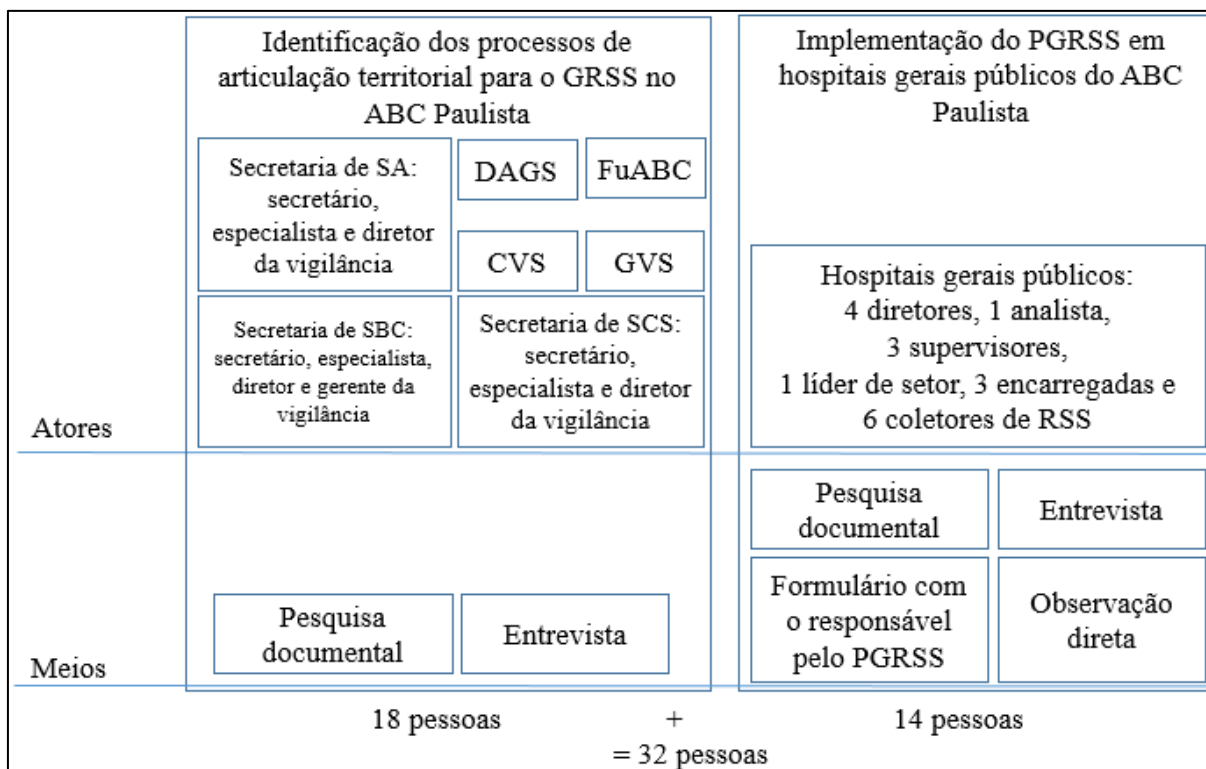 Identificação dos processos de
articulação territorial para o GRSS no
ABC Paulista
Implementação do PGRSS em
hospitais gerais públicos do ABC
Paulista
Secretaria de SA:
secretário,
especialista e diretor
da vigilância
DAGS
FuABC
CVS
GVS
Secretaria de SBC:
secretário, especialista,
diretor e gerente da
vigilância
Secretaria de SCS:
secretário,
especialista e diretor
da vigilância
Hospitais gerais públicos:
4 diretores, 1 analista,
3 supervisores,
1 líder de setor, 3 encarregadas e
6 coletores de RSS
Atores
Pesquisa
documental
Entrevista
Pesquisa
documental
Entrevista
Formulário com
o responsável
pelo PGRSS
Observação
direta
Meios
18 pessoas + 14 pessoas
= 32 pessoas